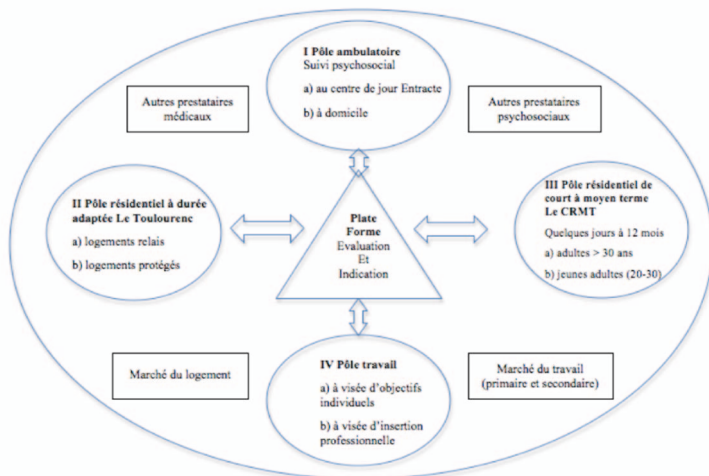 I Pôle ambulatoire
Suivi psychosocial
a) au centre de jour Entracte
b) à domicile
Autres prestataires
médicaux
Autres prestataires
psychosociaux
II Pôle résidentiel à durée
adaptée Le Toulourenc
a) logements relais
b) logements protégés
Plate
Forme
Evaluation
Et
Indication
III Pôle résidentiel de
court à moyen terme
Le CRMT
Quelques jours à 12 mois
a) adultes > 30 ans
b) jeunes adultes (20-30)
Marché du logement
IV Pôle travail
a) à visée d'objectifs
individuels
b) à visée d'insertion
professionnelle
Marché du travail
(primaire et secondaire)